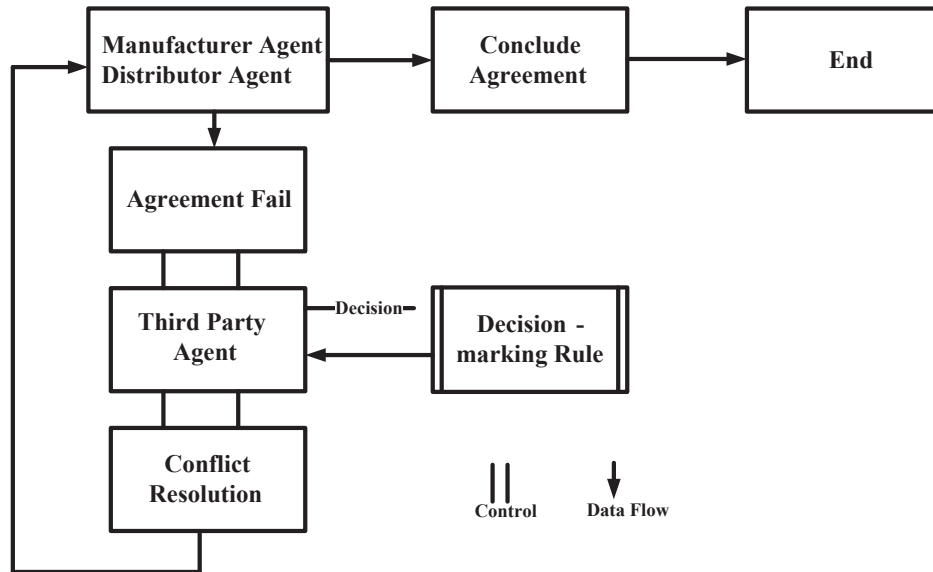 Manufacturer Agent
Distributor Agent
Conclude
Agreement
End
Agreement Fail
Third Party
Agent
Decision
Decision -
marking Rule
Conflict
Resolution
Control
Data Flow